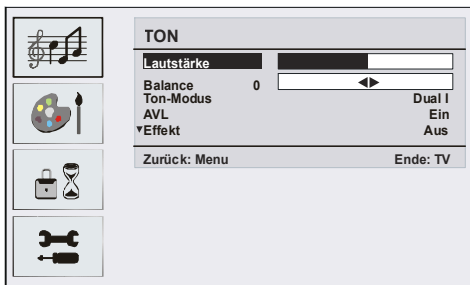 TON
Lautstärke
Balance 0
Ton-Modus Dual I
AVL Ein
Effekt Aus
Zurück: Menu Ende: TV